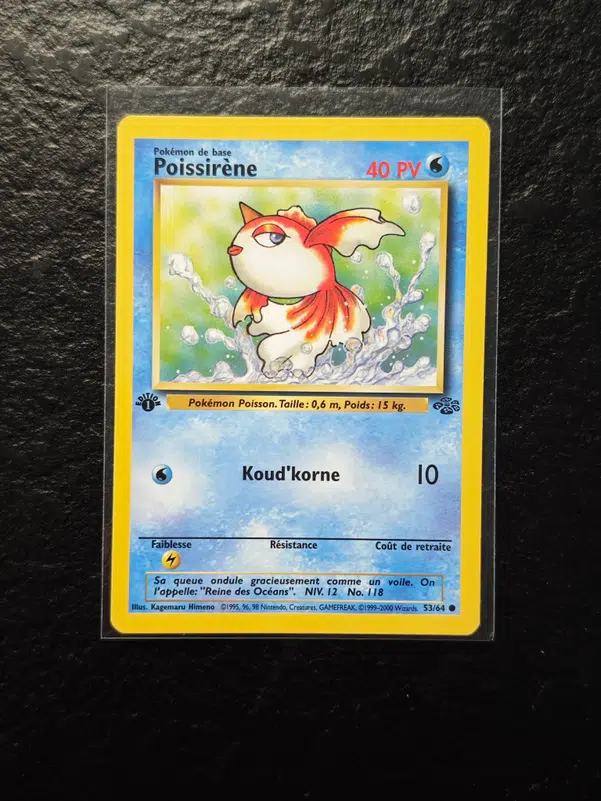 Pokémon de base
Poissirène
40 PV
EDITION 1
Pokémon Poisson. Taille: 0,6 m, Poids: 15 kg.
Koud'korne 10
Faiblesse Résistance Coût de retraite
Sa queue ondule gracieusement comme un voile. On
l'appelle: "Reine des Océans". NIV. 12 No. 118
Illus. Kagemaru Himeno ©1995, 96, 98 Nintendo, Creatures, GAMEFREAK. ©1999-2000 Wizards. 53/64